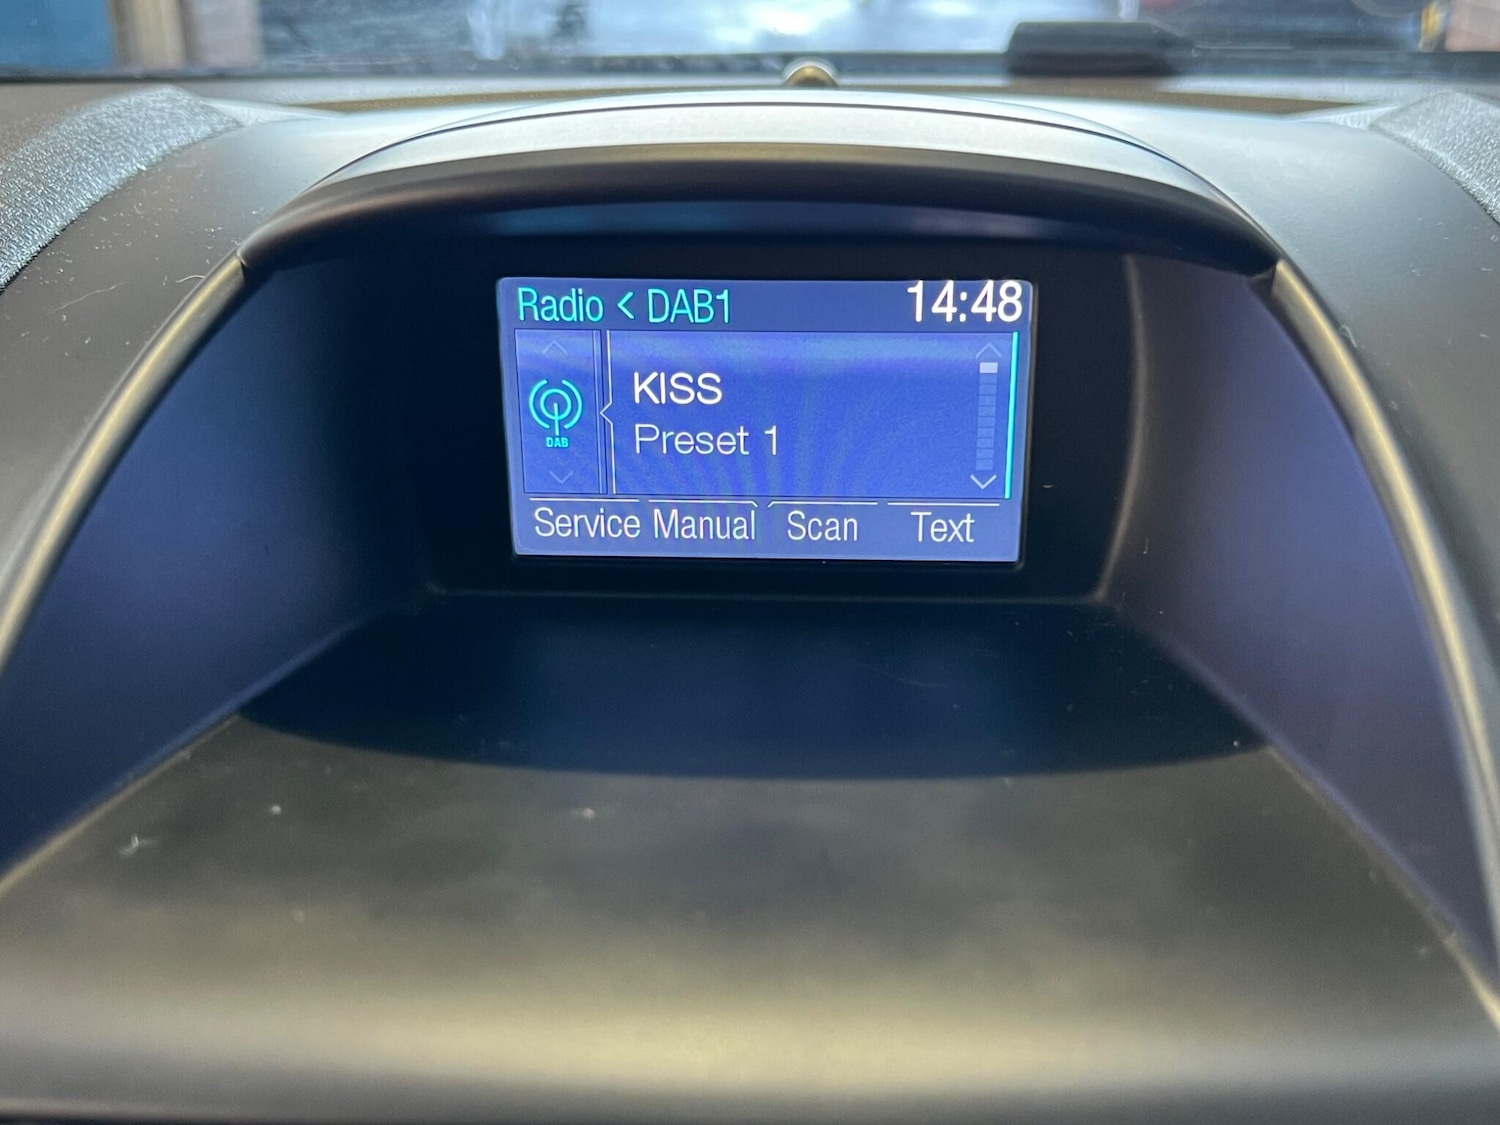 Radio < DAB1 14:48
KISS
Preset 1
DAB
Service Manual Scan Text